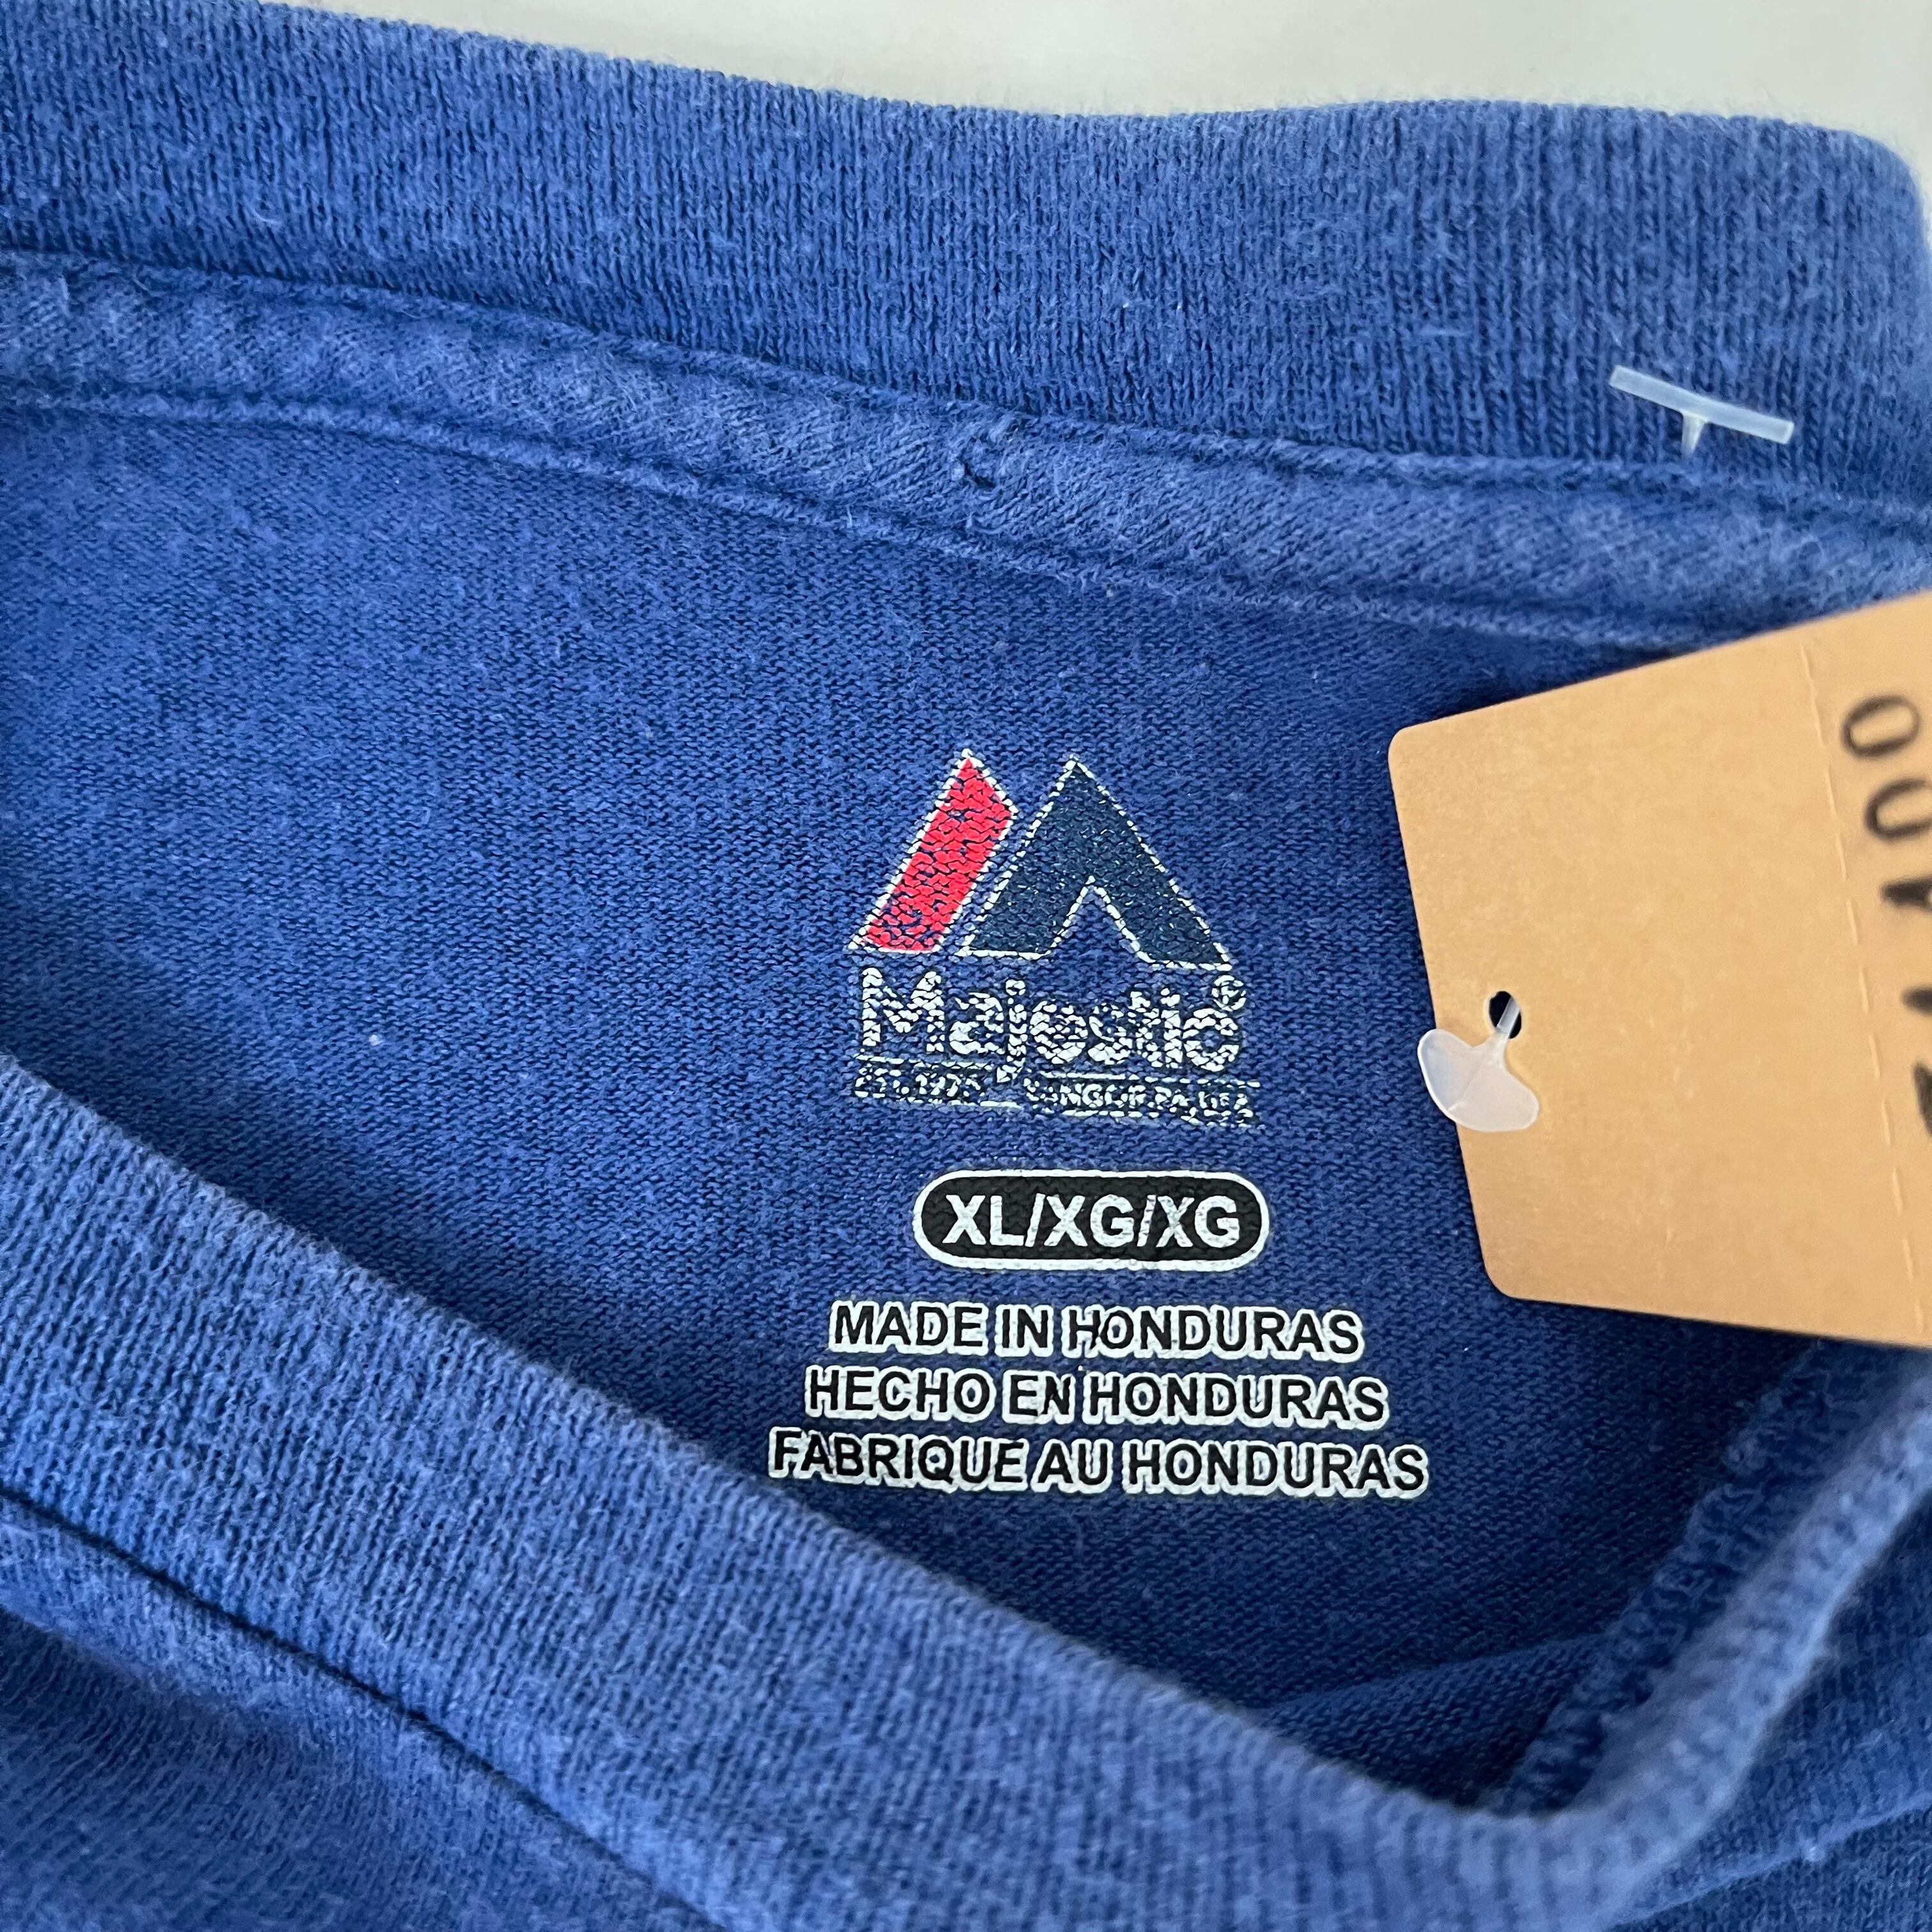 Majestic®
XL/XG/XG
MADE IN HONDURAS
HECHO EN HONDURAS
FABRIQUE AU HONDURAS